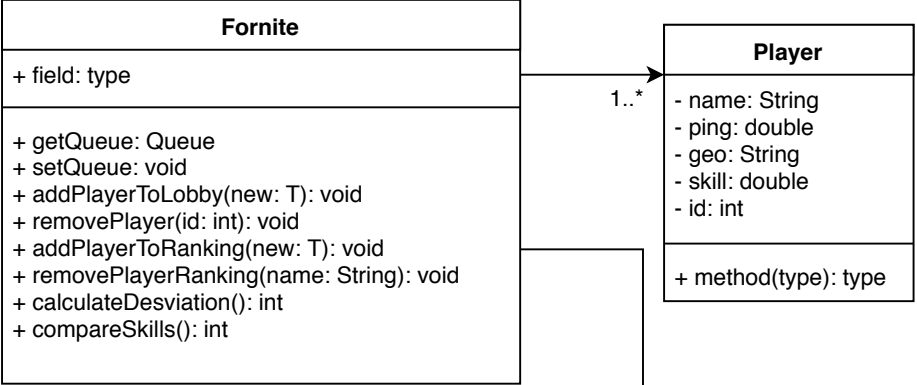 Fornite
+ field: type
+ getQueue: Queue
+ setQueue: void
+ addPlayerToLobby(new: T): void
+ removePlayer(id: int): void
+ addPlayerToRanking(new: T): void
+ removePlayerRanking(name: String): void
+ calculateDesviation(): int
+ compareSkills(): int
1..*
Player
- name: String
- ping: double
- geo: String
- skill: double
- id: int
+ method(type): type